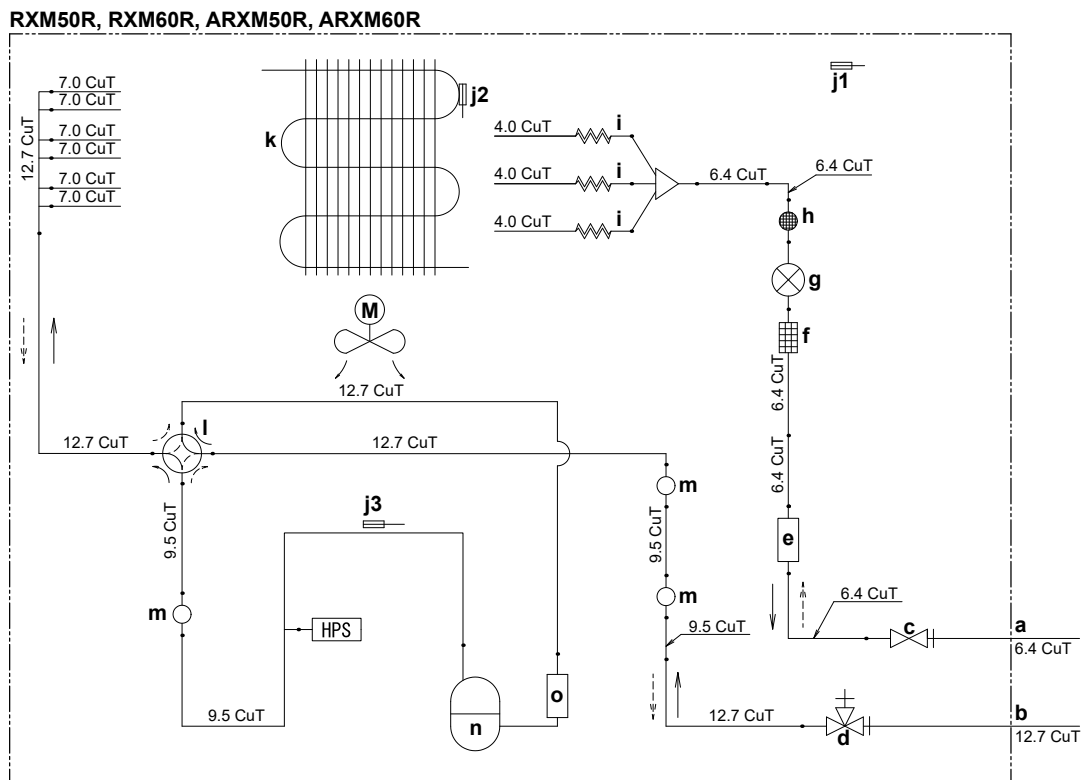 RXM50R, RXM60R, ARXM50R, ARXM60R
7.0 CuT
7.0 CuT
7.0 CuT
7.0 CuT
7.0 CuT
7.0 CuT
12.7 CuT
k
j2
j1
4.0 CuT
i
4.0 CuT
i
4.0 CuT
i
6.4 CuT
6.4 CuT
h
g
f
M
6.4 CuT
12.7 CuT
12.7 CuT
l
12.7 CuT
6.4 CuT
m
j3
9.5 CuT
9.5 CuT
e
m
m
HPS
6.4 CuT
9.5 CuT
c
a
6.4 CuT
9.5 CuT
n
o
12.7 CuT
d
b
12.7 CuT